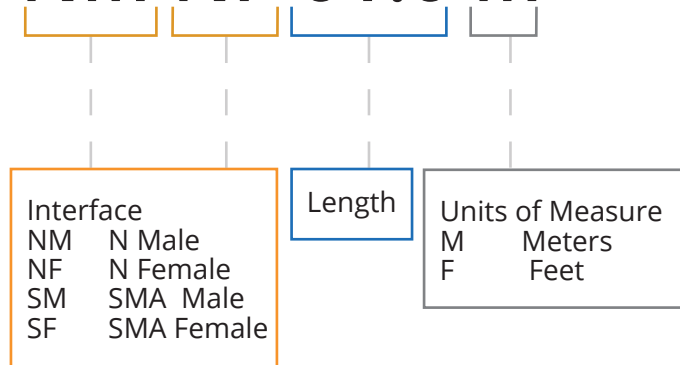 Interface
NM N Male
NF N Female
SM SMA Male
SF SMA Female
Length
Units of Measure
M Meters
F Feet